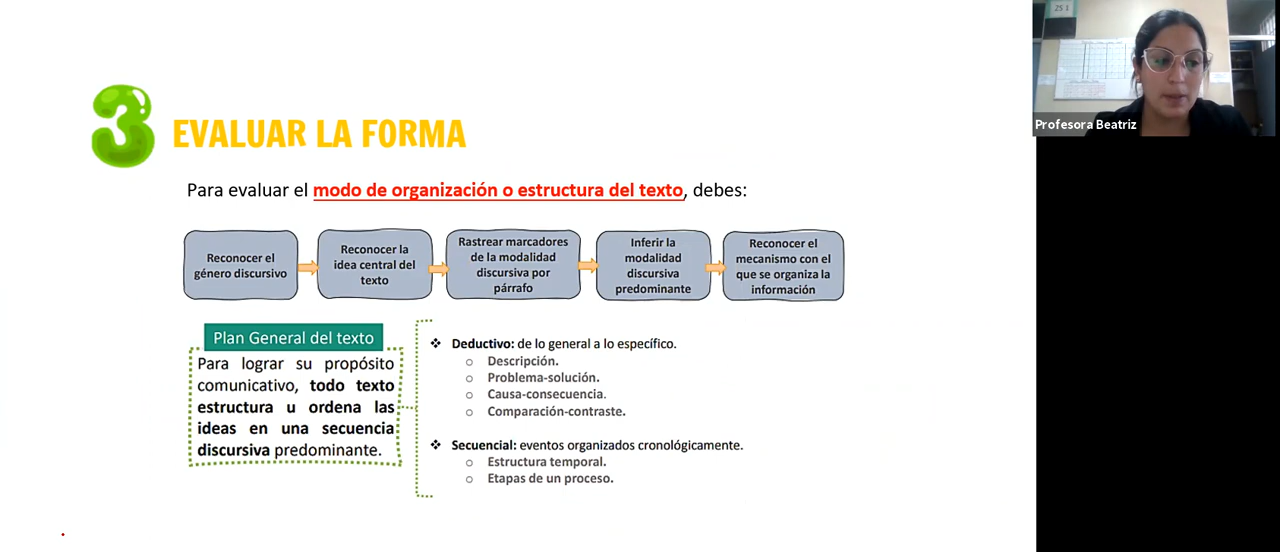 3 EVALUAR LA FORMA
Para evaluar el modo de organización o estructura del texto, debes:
Reconocer el
género discursivo
Reconocer la
idea central del
texto
Rastrear marcadores
de la modalidad
discursiva por
párrafo
Inferir la
modalidad
discursiva
predominante
Reconocer el
mecanismo con el
que se organiza la
información
Plan General del texto
Para lograr su propósito
comunicativo, todo texto
estructura u ordena las
ideas en una secuencia
discursiva predominante.
❖ Deductivo: de lo general a lo específico.
o Descripción.
o Problema-solución.
o Causa-consecuencia.
o Comparación-contraste.
❖ Secuencial: eventos organizados cronológicamente.
o Estructura temporal.
o Etapas de un proceso.
25 1
Profesora Beatriz